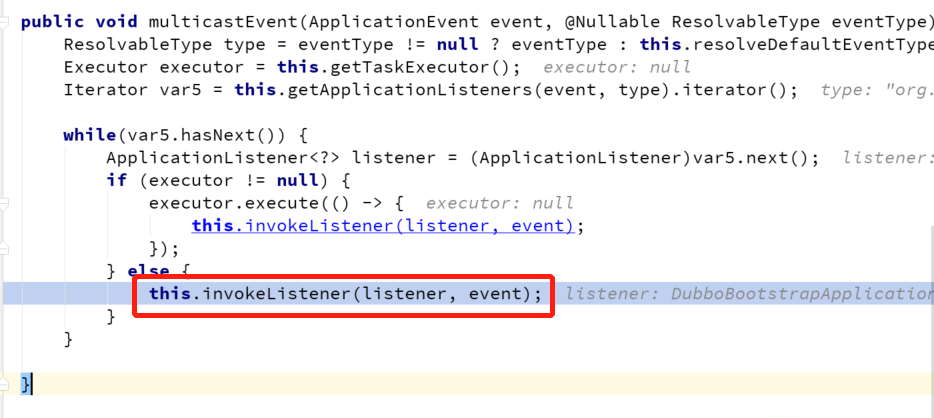 public void multicastEvent(ApplicationEvent event, @Nullable ResolvableType eventType)
ResolvableType type = eventType != null ? eventType : this.resolveDefaultEventType
Executor executor = this.getTaskExecutor(); executor: null
Iterator var5 = this.getApplicationListeners(event, type).iterator(); type: "org.
while(var5.hasNext()) {
ApplicationListener<?> listener = (ApplicationListener)var5.next(); listener:
if (executor != null) {
executor.execute(() -> { executor: null
this.invokeListener(listener, event);
});
} else {
this.invokeListener(listener, event); listener: DubboBootstrapApplication
}
}
}